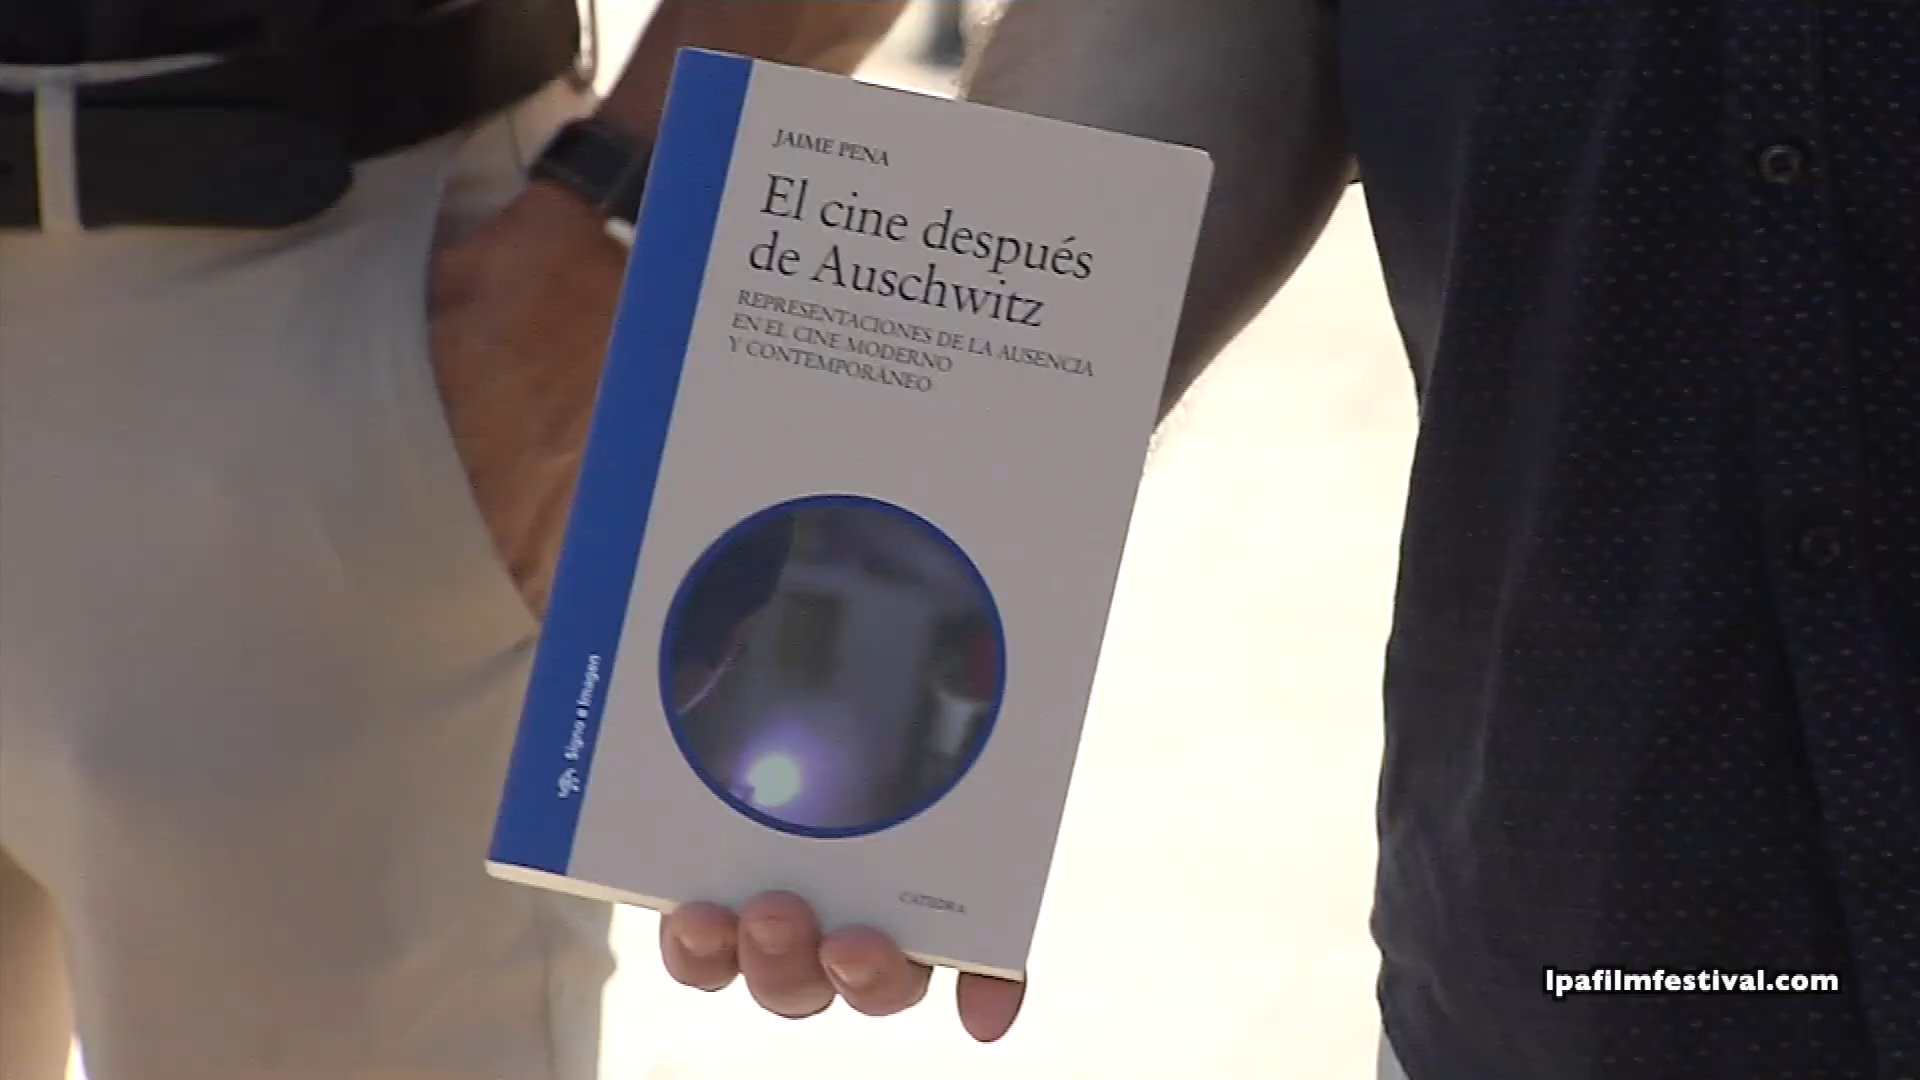 JAIME PENA
El cine después
de Auschwitz
REPRESENTACIONES DE LA AUSENCIA
EN EL CINE MODERNO
Y CONTEMPORÁNEO
Signo e Imagen
CÁTEDRA
lpafilmfestival.com